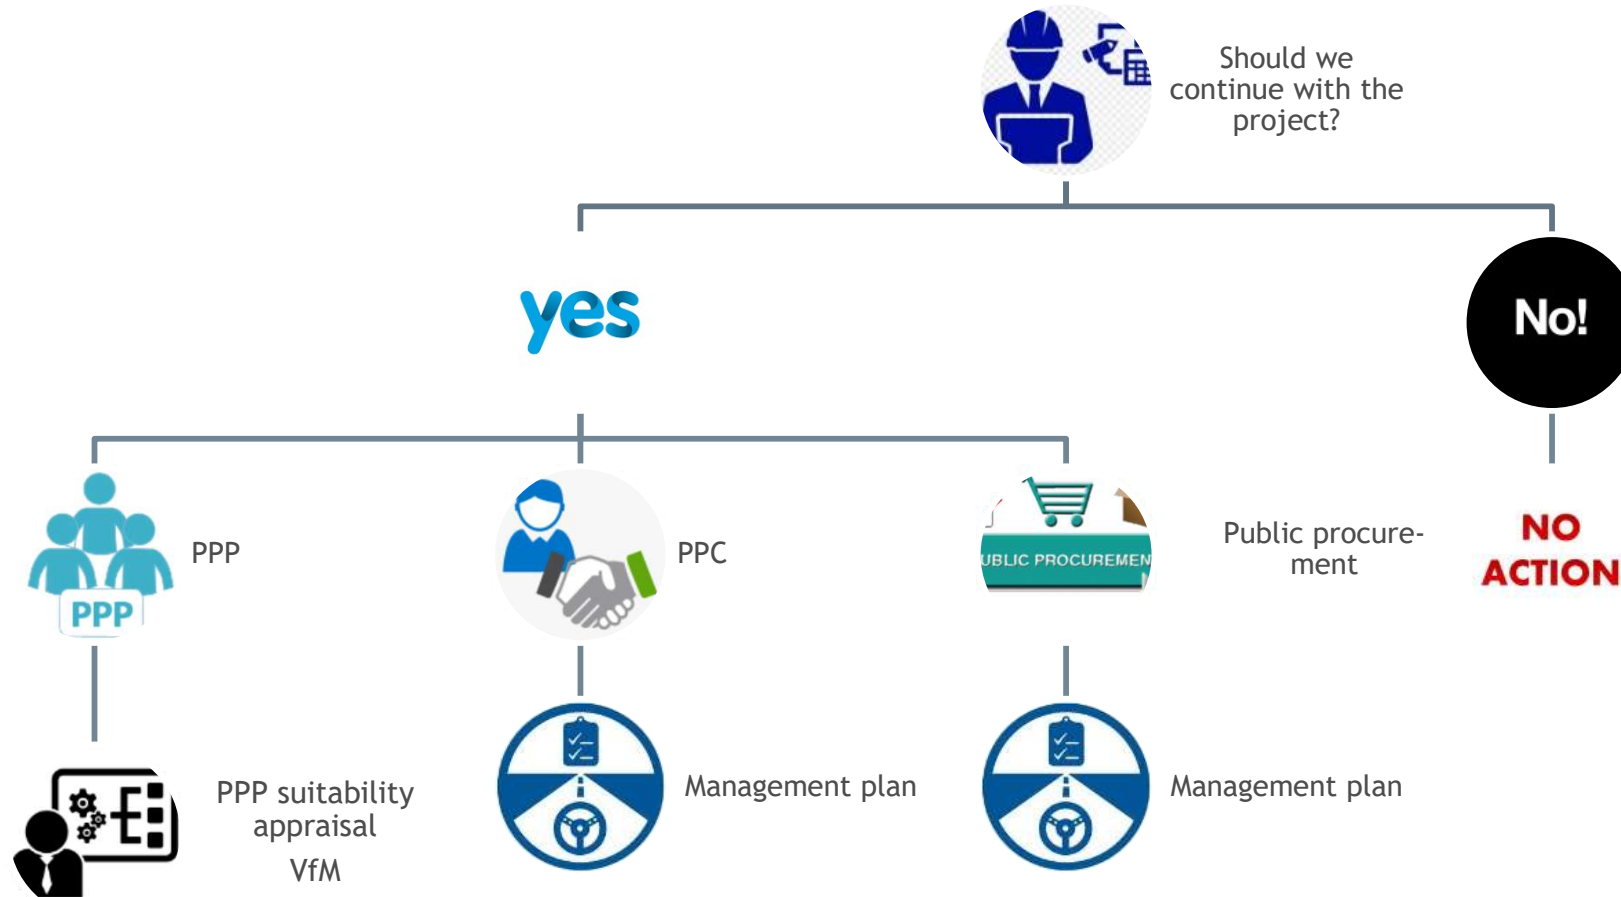 Should we
continue with the
project?
yes
No!
PPP
PPP
PPC
UBLIC PROCUREMEN
Public procure-
ment
NO
ACTION
PPP suitability
appraisal
VfM
Management plan
Management plan